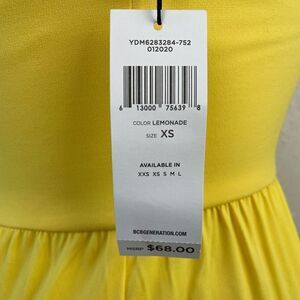 YDM6283284-752
012020
6 13000 75639 8
COLOR LEMONADE
SIZE XS
AVAILABLE IN
XXS XS S M L
BCBGENERATION.COM
MSRP $68.00